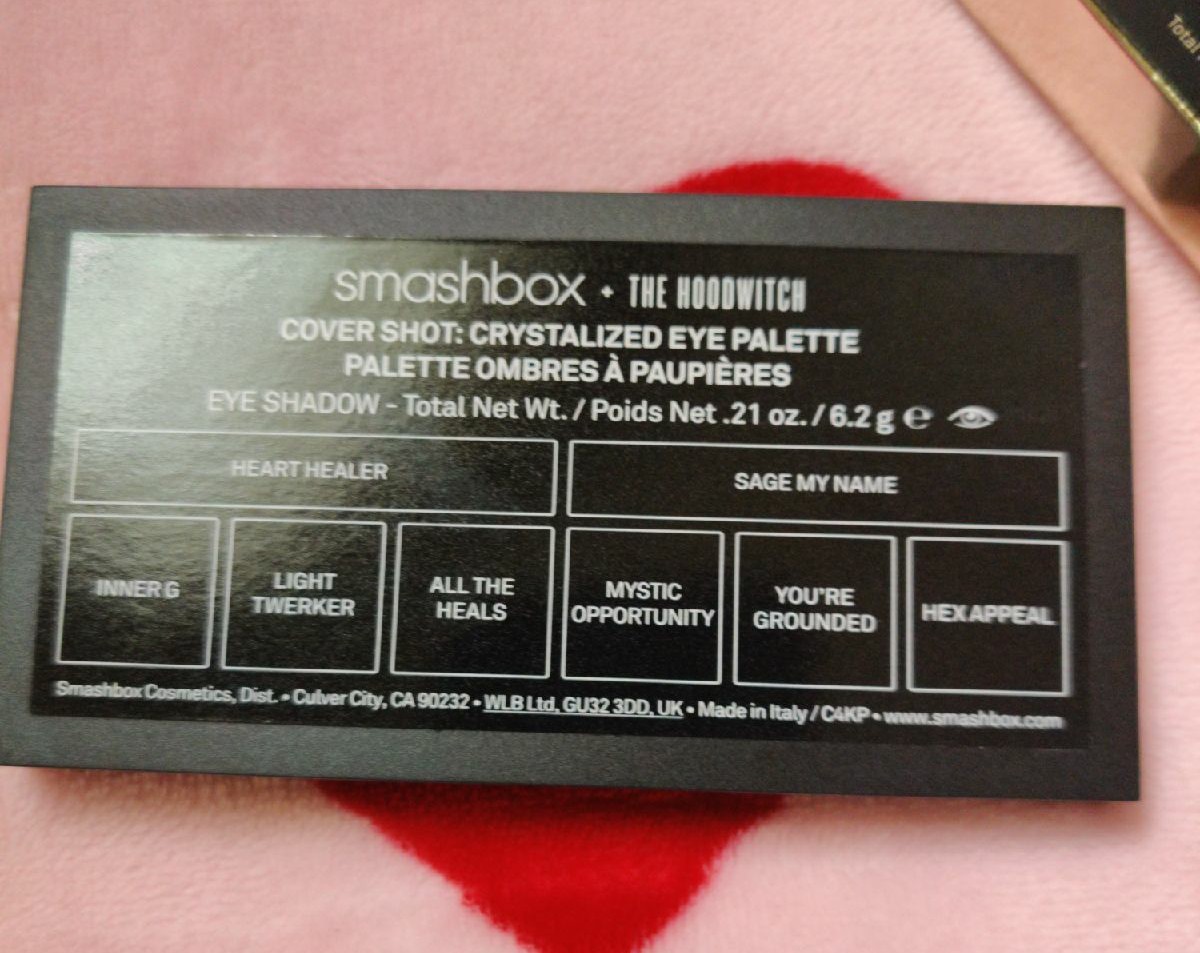 smashbox + THE HOODWITCH
COVER SHOT: CRYSTALIZED EYE PALETTE
PALETTE OMBRES À PAUPIÈRES
EYE SHADOW - Total Net Wt. / Poids Net .21 oz. / 6.2 g ℮
HEART HEALER
SAGE MY NAME
INNER G
LIGHT
TWERKER
ALL THE
HEALS
MYSTIC
OPPORTUNITY
YOU'RE
GROUNDED
HEX APPEAL
Smashbox Cosmetics, Dist. • Culver City, CA 90232 • WLB Ltd, GU32 3DD, UK • Made in Italy / C4KP • www.smashbox.com
Total